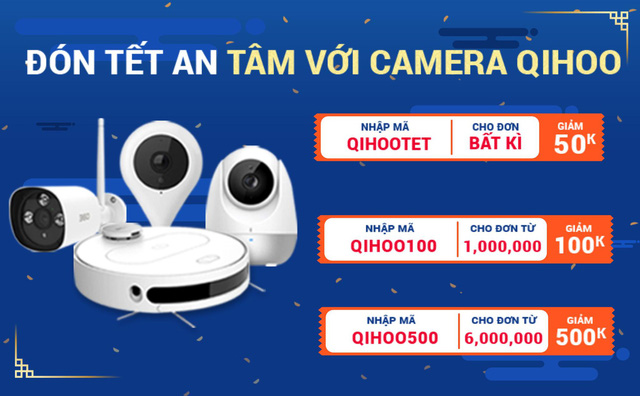 ĐÓN TẾT AN TÂM VỚI CAMERA QIHOO
NHẬP MÃ
QIHOOTET
CHO ĐƠN
BẤT KÌ
GIẢM
50K
NHẬP MÃ
QIHOO100
CHO ĐƠN TỪ
1,000,000
GIẢM
100K
NHẬP MÃ
QIHOO500
CHO ĐƠN TỪ
6,000,000
GIẢM
500K